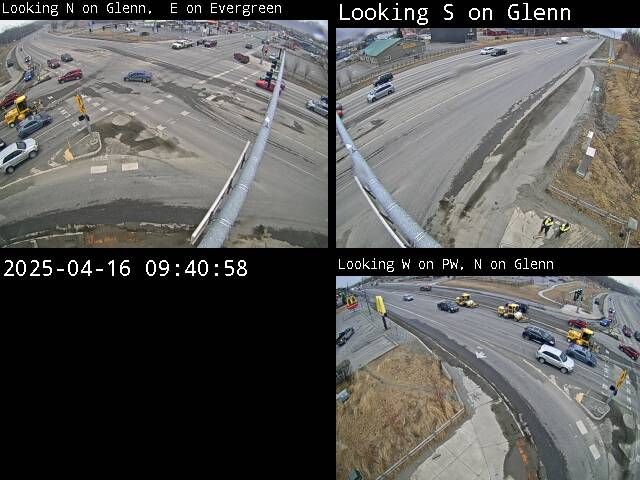 Looking N on Glenn,  E on Evergreen
Looking S on Glenn
2025-04-16 09:40:58
Looking W on PW, N on Glenn